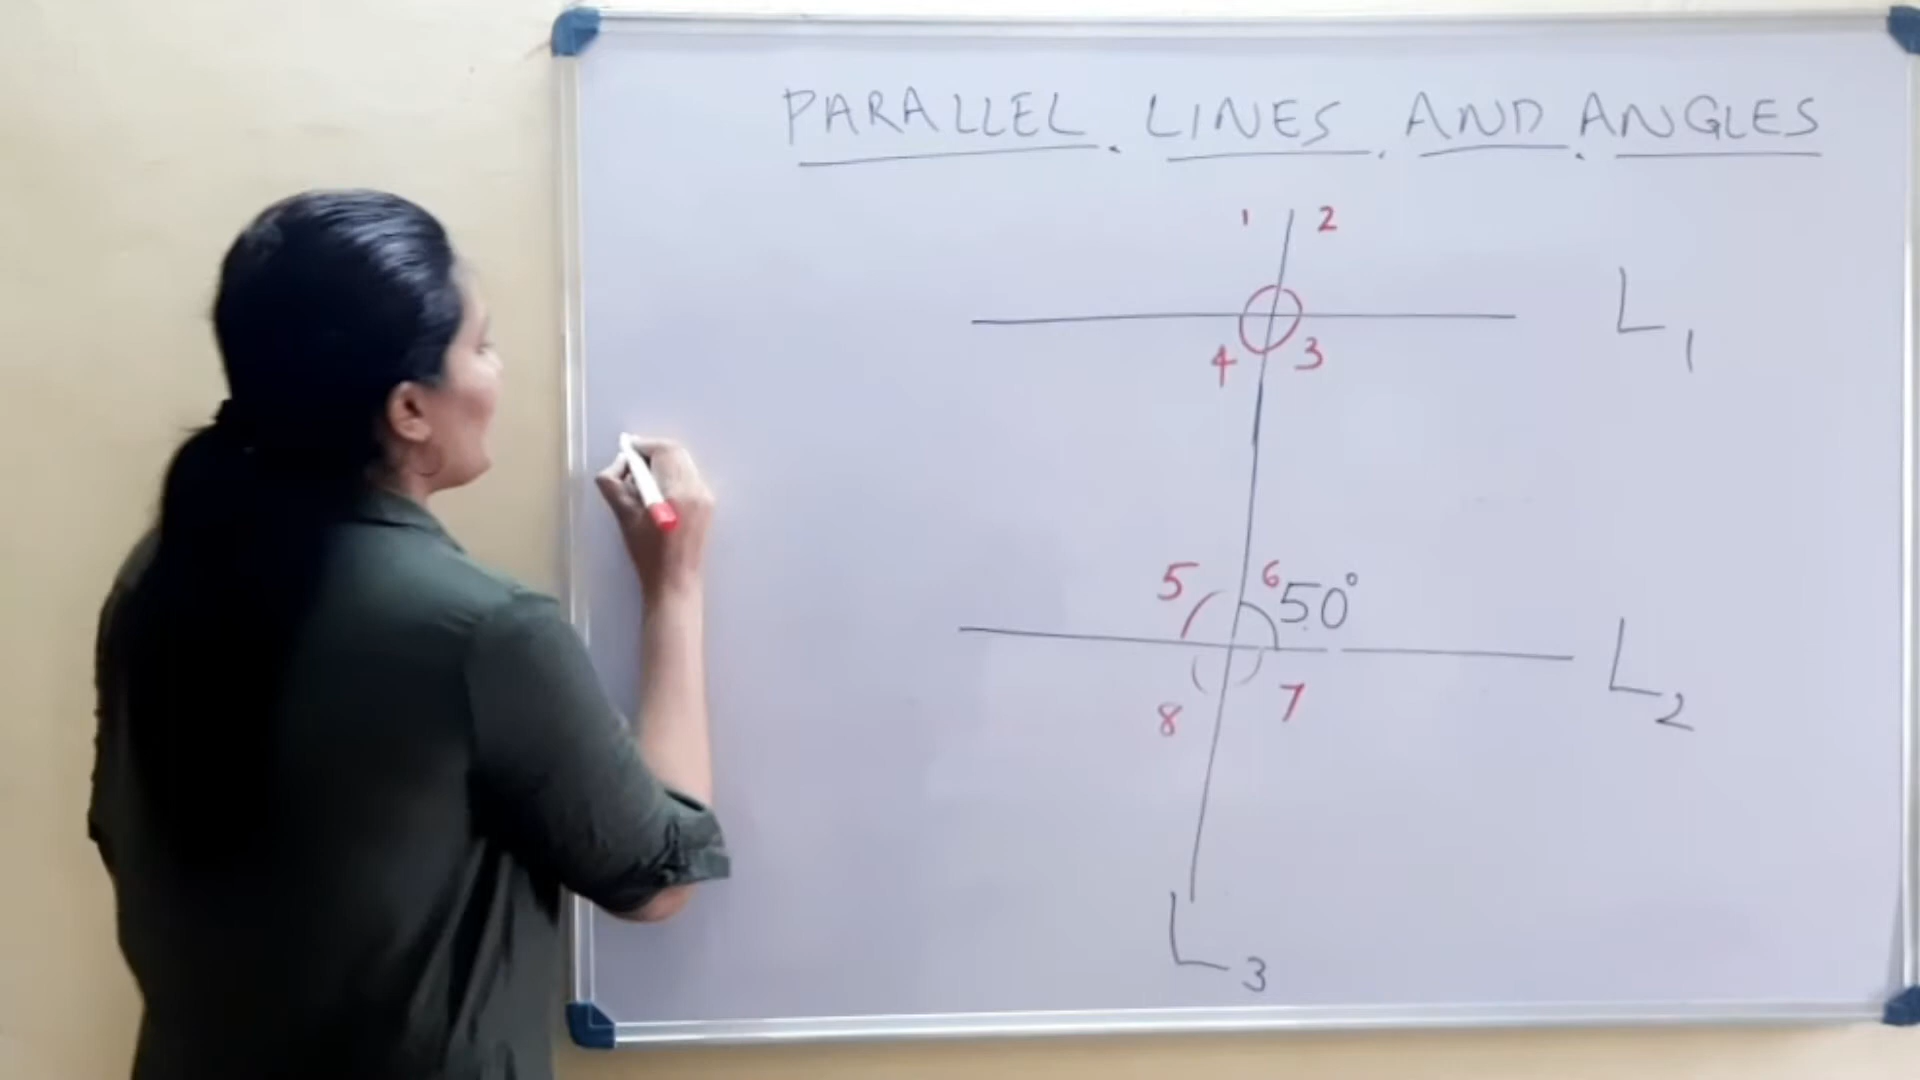 PARALLEL LINES AND ANGLES
1 2
L1
4 3
5 6 50°
L2
8 7
L3